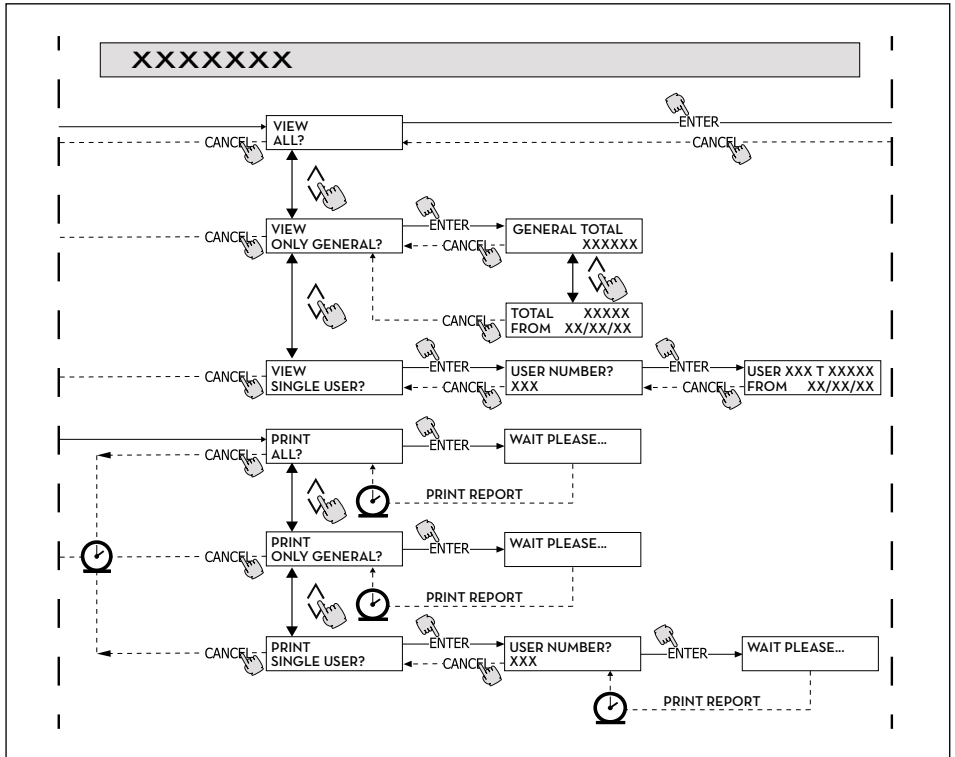 XXXXXXX
VIEW
ALL?
ENTER
CANCEL
CANCEL
VIEW
ONLY GENERAL?
CANCEL
ENTER
CANCEL
GENERAL TOTAL
XXXXXX
CANCEL
TOTAL XXXXX
FROM XX/XX/XX
VIEW
SINGLE USER?
CANCEL
ENTER
CANCEL
USER NUMBER?
XXX
ENTER
CANCEL
USER XXX T XXXXX
FROM XX/XX/XX
PRINT
ALL?
CANCEL
ENTER
WAIT PLEASE...
PRINT REPORT
PRINT
ONLY GENERAL?
CANCEL
ENTER
WAIT PLEASE...
PRINT REPORT
PRINT
SINGLE USER?
CANCEL
ENTER
CANCEL
USER NUMBER?
XXX
ENTER
WAIT PLEASE...
PRINT REPORT